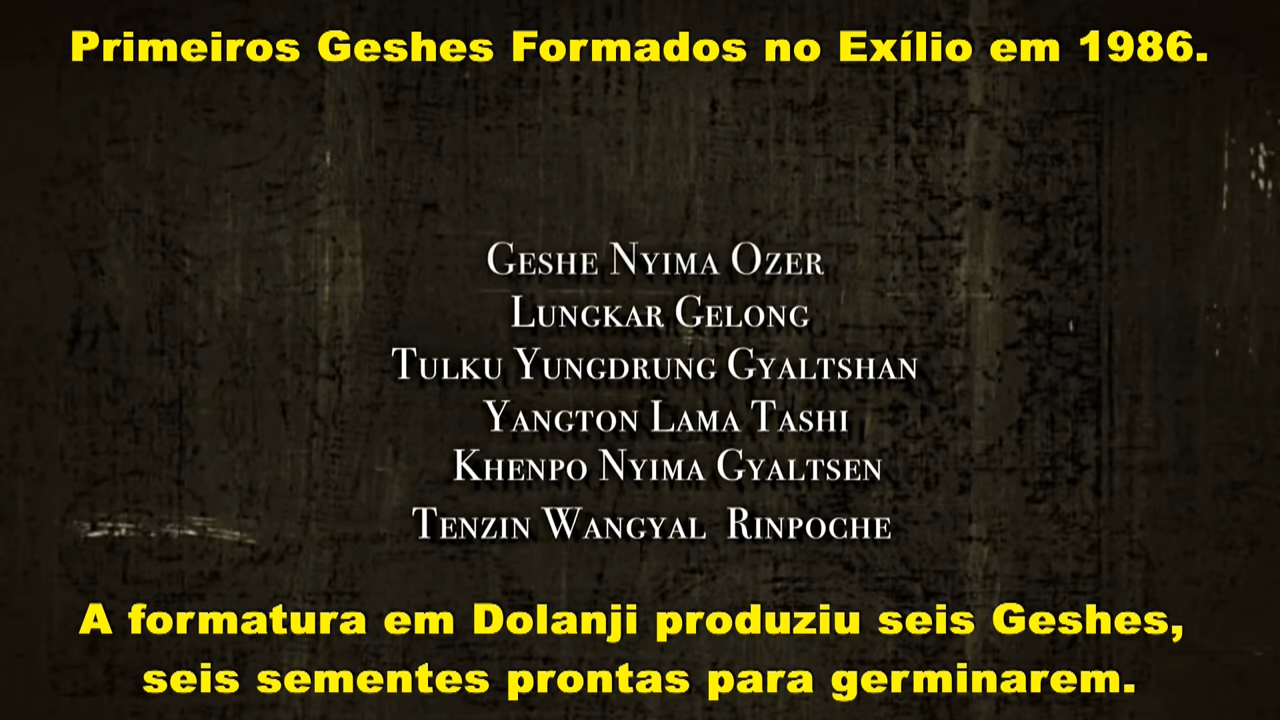 Primeiros Geshes Formados no Exílio em 1986.
Geshe Nyima Ozer
Lungkar Gelong
Tulku Yungdrung Gyaltshan
Yangton Lama Tashi
Khenpo Nyima Gyaltsen
Tenzin Wangyal Rinpoche
A formatura em Dolanji produziu seis Geshes,
seis sementes prontas para germinarem.